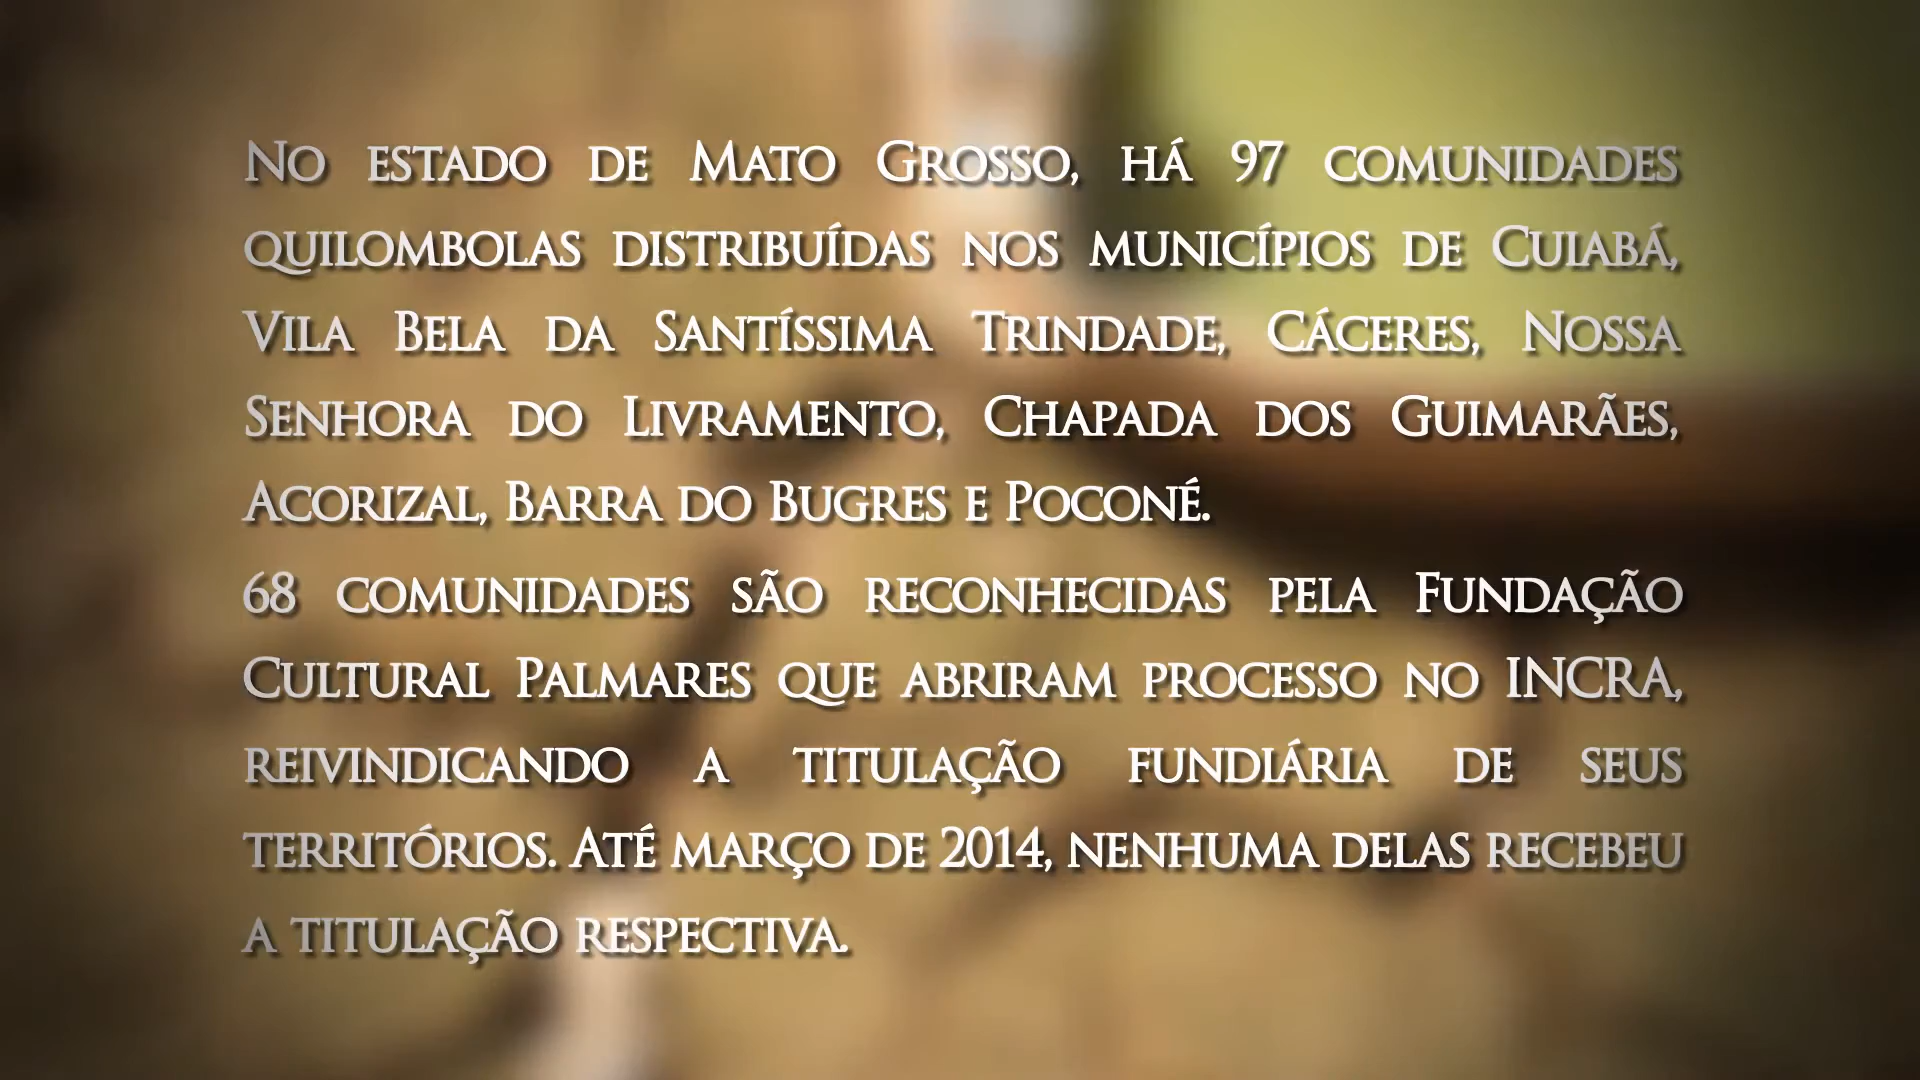 No estado de Mato Grosso, há 97 comunidades
quilombolas distribuídas nos municípios de Cuiabá,
Vila Bela da Santíssima Trindade, Cáceres, Nossa
Senhora do Livramento, Chapada dos Guimarães,
Acorizal, Barra do Bugres e Poconé.
68 comunidades são reconhecidas pela Fundação
Cultural Palmares que abriram processo no INCRA,
reivindicando a titulação fundiária de seus
territórios. Até março de 2014, nenhuma delas recebeu
a titulação respectiva.